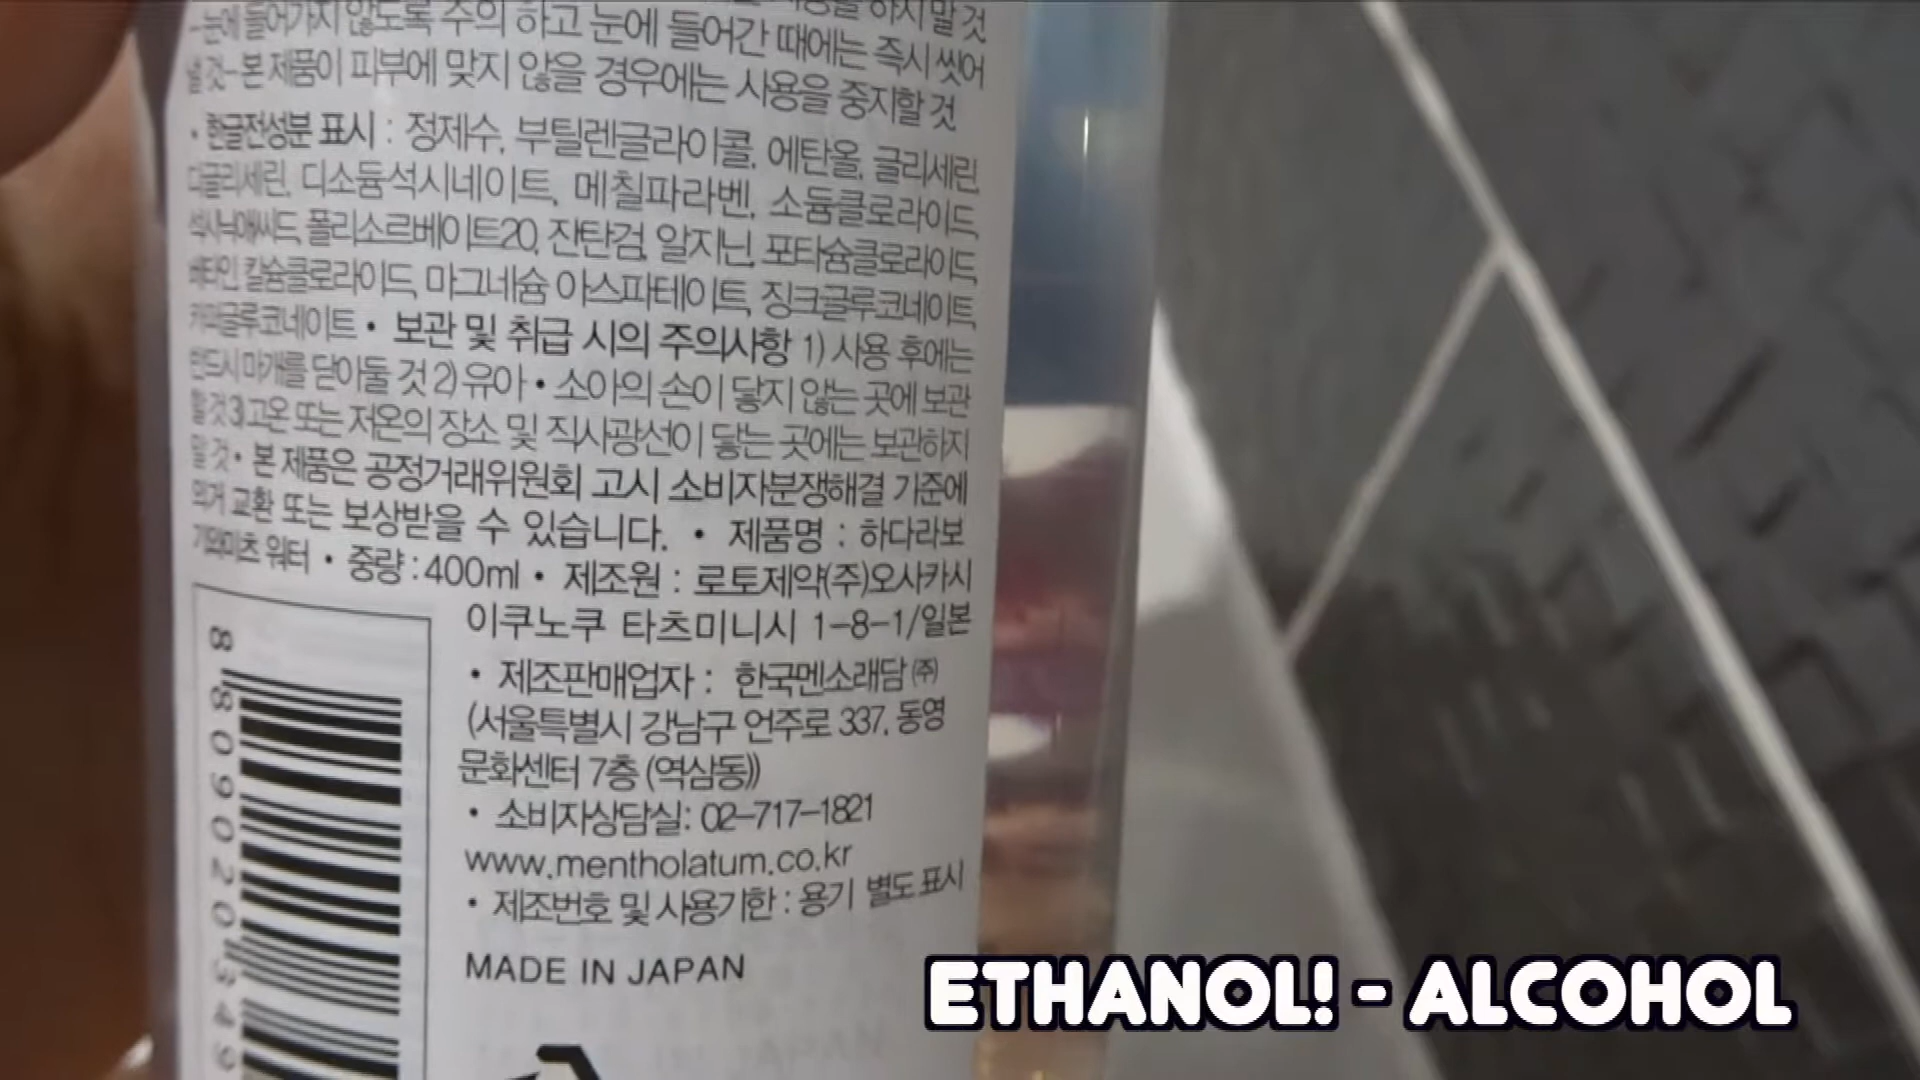 하지 말 것
-눈에 들어가지 않도록 주의 하고 눈에 들어간 때에는 즉시 씻어
낼 것-본 제품이 피부에 맞지 않을 경우에는 사용을 중지할 것
• 한글전성분 표시 : 정제수, 부틸렌글라이콜, 에탄올, 글리세린,
디글리세린, 디소듐석시네이트, 메칠파라벤, 소듐클로라이드,
석시닉애씨드, 폴리소르베이트20, 잔탄검, 알지닌, 포타슘클로라이드,
베타인 칼슘클로라이드, 마그네슘 아스파테이트, 징크글루코네이트,
카퍼글루코네이트 • 보관 및 취급 시의 주의사항 1) 사용 후에는
반드시 마개를 닫아둘 것 2) 유아 • 소아의 손이 닿지 않는 곳에 보관
할 것 3) 고온 또는 저온의 장소 및 직사광선이 닿는 곳에는 보관하지
말 것 • 본 제품은 공정거래위원회 고시 소비자분쟁해결 기준에
의거 교환 또는 보상받을 수 있습니다. • 제품명 : 하다라보
고쿠미츠 워터 • 중량 : 400ml • 제조원 : 로토제약(주)오사카시
이쿠노쿠 타츠미니시 1-8-1/일본
• 제조판매업자 : 한국멘소래담㈜
(서울특별시 강남구 언주로 337, 동영
문화센터 7층 (역삼동))
• 소비자상담실: 02-717-1821
www.mentholatum.co.kr
• 제조번호 및 사용기한 : 용기 별도 표시
MADE IN JAPAN
8 809020 349
ETHANOL! - ALCOHOL